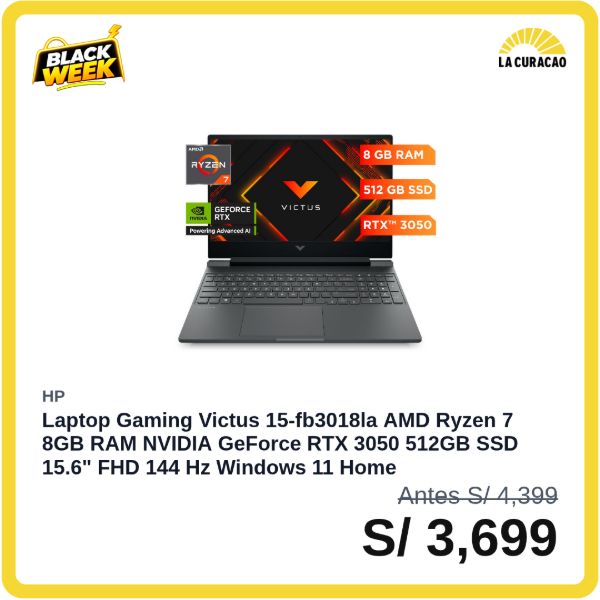 BLACK
WEEK
LA CURACAO
AMD
RYZEN
7
NVIDIA
GEFORCE
RTX
Powering Advanced AI
VICTUS
8 GB RAM
512 GB SSD
RTX™ 3050
HP
Laptop Gaming Victus 15-fb3018la AMD Ryzen 7
8GB RAM NVIDIA GeForce RTX 3050 512GB SSD
15.6" FHD 144 Hz Windows 11 Home
Antes S/ 4,399
S/ 3,699